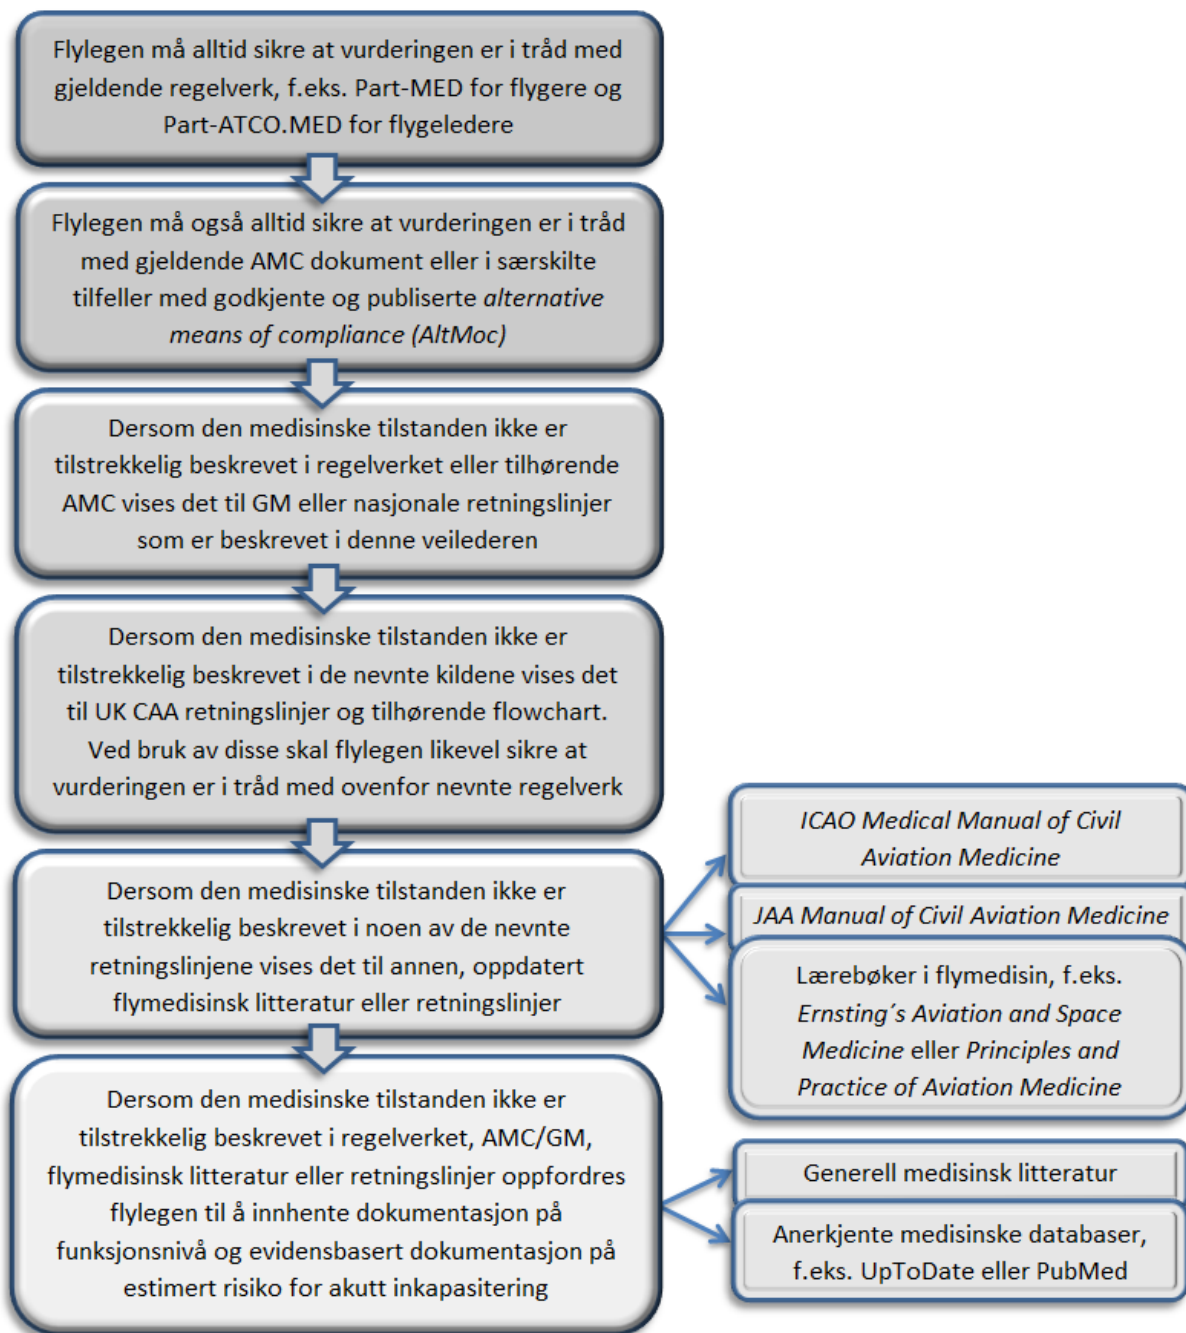 Flylegen må alltid sikre at vurderingen er i tråd med
gjeldende regelverk, f.eks. Part-MED for flygere og
Part-ATCO.MED for flygeledere
Flylegen må også alltid sikre at vurderingen er i tråd
med gjeldende AMC dokument eller i særskilte
tilfeller med godkjente og publiserte alternative
means of compliance (AltMoc)
Dersom den medisinske tilstanden ikke er
tilstrekkelig beskrevet i regelverket eller tilhørende
AMC vises det til GM eller nasjonale retningslinjer
som er beskrevet i denne veilederen
Dersom den medisinske tilstanden ikke er
tilstrekkelig beskrevet i de nevnte kildene vises det
til UK CAA retningslinjer og tilhørende flowchart.
Ved bruk av disse skal flylegen likevel sikre at
vurderingen er i tråd med ovenfor nevnte regelverk
Dersom den medisinske tilstanden ikke er
tilstrekkelig beskrevet i noen av de nevnte
retningslinjene vises det til annen, oppdatert
flymedisinsk litteratur eller retningslinjer
ICAO Medical Manual of Civil
Aviation Medicine
JAA Manual of Civil Aviation Medicine
Lærebøker i flymedisin, f.eks.
Ernsting´s Aviation and Space
Medicine eller Principles and
Practice of Aviation Medicine
Dersom den medisinske tilstanden ikke er
tilstrekkelig beskrevet i regelverket, AMC/GM,
flymedisinsk litteratur eller retningslinjer oppfordres
flylegen til å innhente dokumentasjon på
funksjonsnivå og evidensbasert dokumentasjon på
estimert risiko for akutt inkapasitering
Generell medisinsk litteratur
Anerkjente medisinske databaser,
f.eks. UpToDate eller PubMed